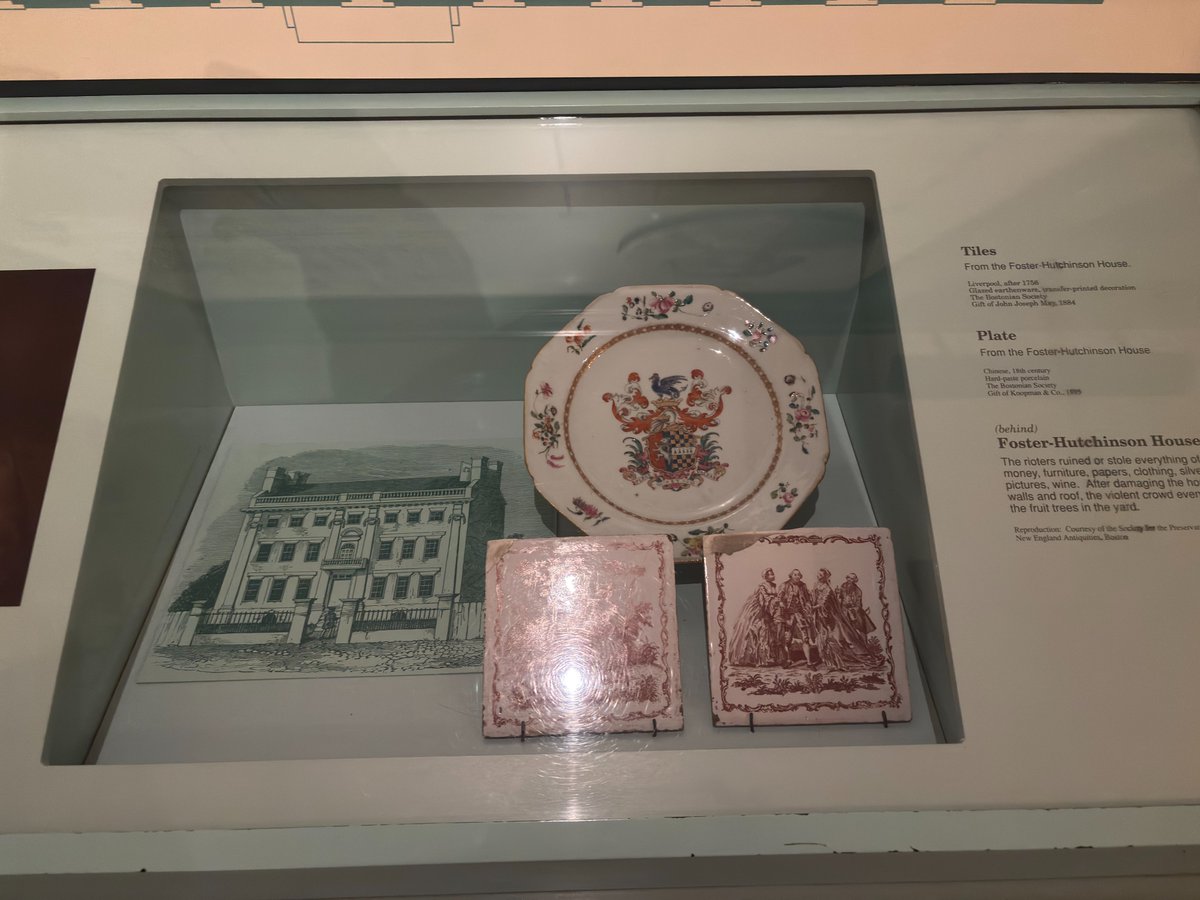 Tiles
From the Foster-Hutchinson House.
Liverpool, after 1756
Glazed earthenware, transfer-printed decoration
The Bostonian Society
Gift of John Joseph May, 1884
Plate
From the Foster-Hutchinson House
Chinese, 18th century
Hard-paste porcelain
The Bostonian Society
Gift of Koopman & Co.,
(behind)
Foster-Hutchinson House
The rioters ruined or stole everything of
money, furniture, papers, clothing, silve
pictures, wine. After damaging the ho
walls and roof, the violent crowd even
the fruit trees in the yard.
Reproduction: Courtesy of the Society for the Preserva
New England Antiquities, Boston